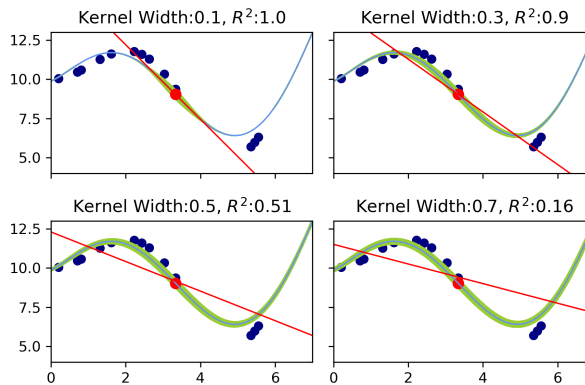 Kernel Width:0.1, R²:1.0
Kernel Width:0.3, R²:0.9
12.5
10.0
7.5
5.0
Kernel Width:0.5, R²:0.51
Kernel Width:0.7, R²:0.16
12.5
10.0
7.5
5.0
0 2 4 6
0 2 4 6